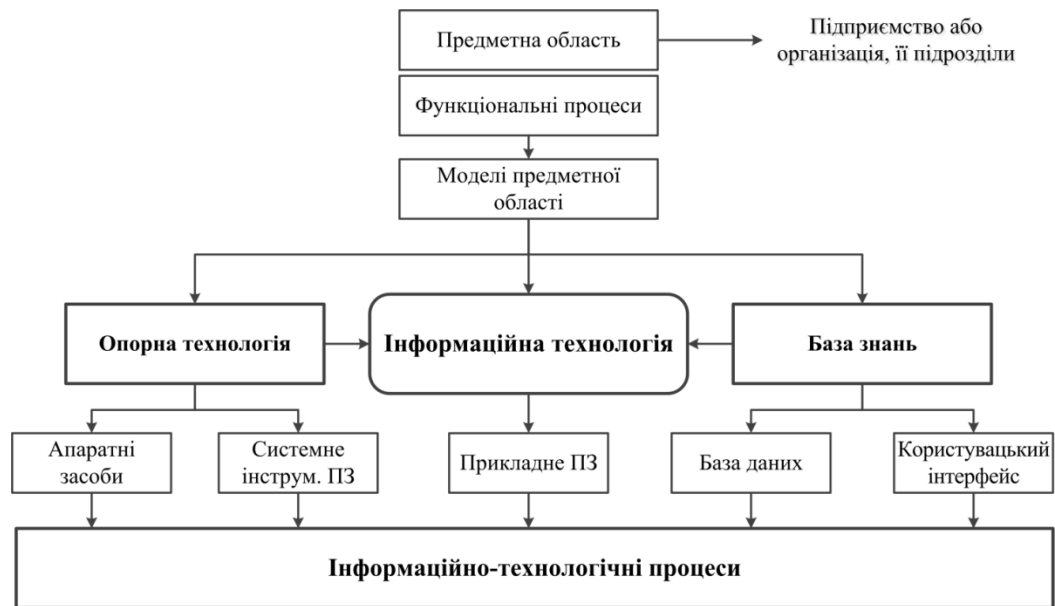 Предметна область
Підприємство або
організація, її підрозділи
Функціональні процеси
Моделі предметної
області
Опорна технологія
Інформаційна технологія
База знань
Апаратні
засоби
Системне
інструм. ПЗ
Прикладне ПЗ
База даних
Користувацький
інтерфейс
Інформаційно-технологічні процеси